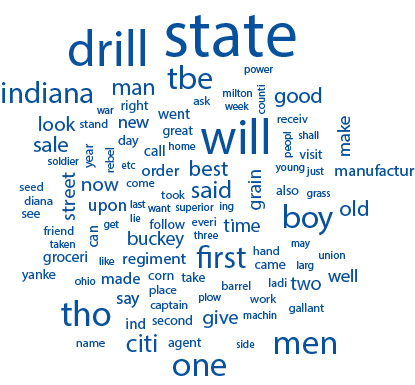 state
drill
power
tbe
indiana
man
good
milton
ask
counti
week
war
right
went
receiv
look
stand
new
great
will
peopl
shall
make
sale
day
call
home
visit
soldier
year
rebel
etc
order
best
young
just
manufactur
seed
street
now
come
took
said
grain
also
grass
diana
upon
last
want
superior
ing
boy
old
see
lie
friend
can
get
follow
everi
time
taken
buckey
three
may
groceri
like
regiment
first
hand
union
came
larg
yanke
ohio
made
corn
take
barrel
ladi
two
well
place
say
captain
plow
work
gallant
tho
ind
second
give
machin
men
name
citi
agent
side
one